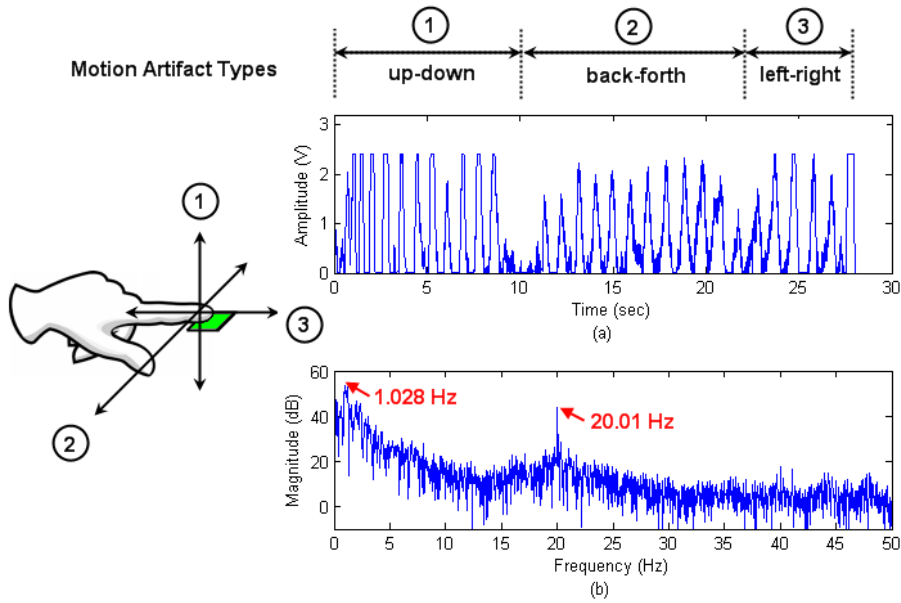 1
2
3
Motion Artifact Types
up-down
back-forth
left-right
3
2
1
0
Amplitude (V)
0
5
10
15
20
25
30
Time (sec)
(a)
1
3
2
60
40
20
0
Magnitude (dB)
1.028 Hz
20.01 Hz
0
5
10
15
20
25
30
35
40
45
50
Frequency (Hz)
(b)